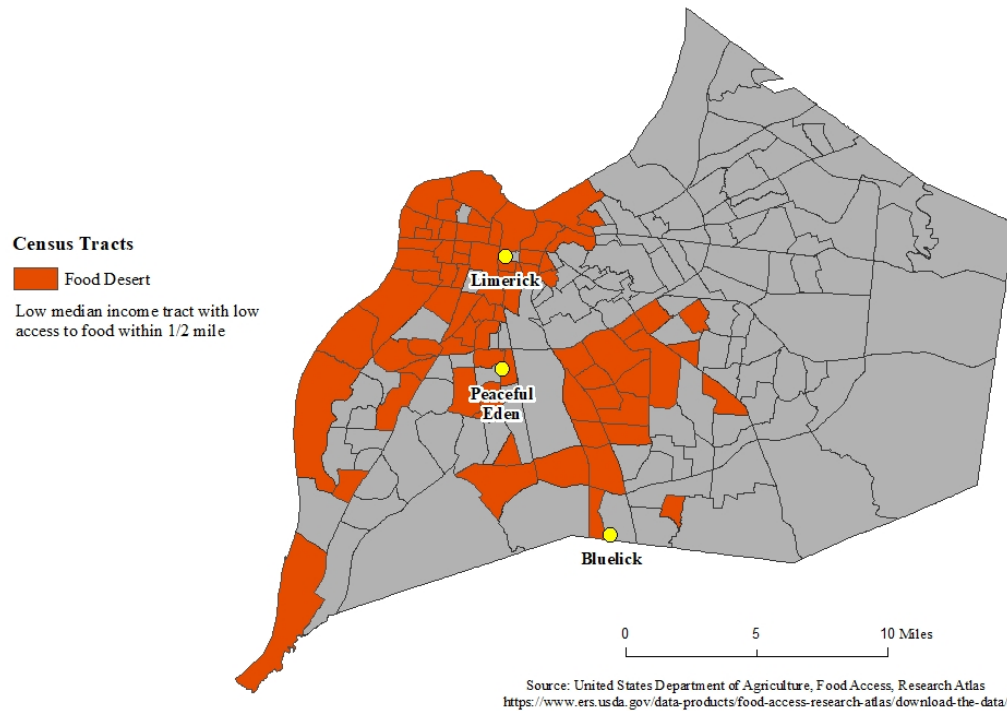 Census Tracts
Food Desert
Low median income tract with low
access to food within 1/2 mile
Limerick
Peaceful
Eden
Bluelick
0 5 10 Miles
Source: United States Department of Agriculture, Food Access, Research Atlas
https://www.ers.usda.gov/data-products/food-access-research-atlas/download-the-data/